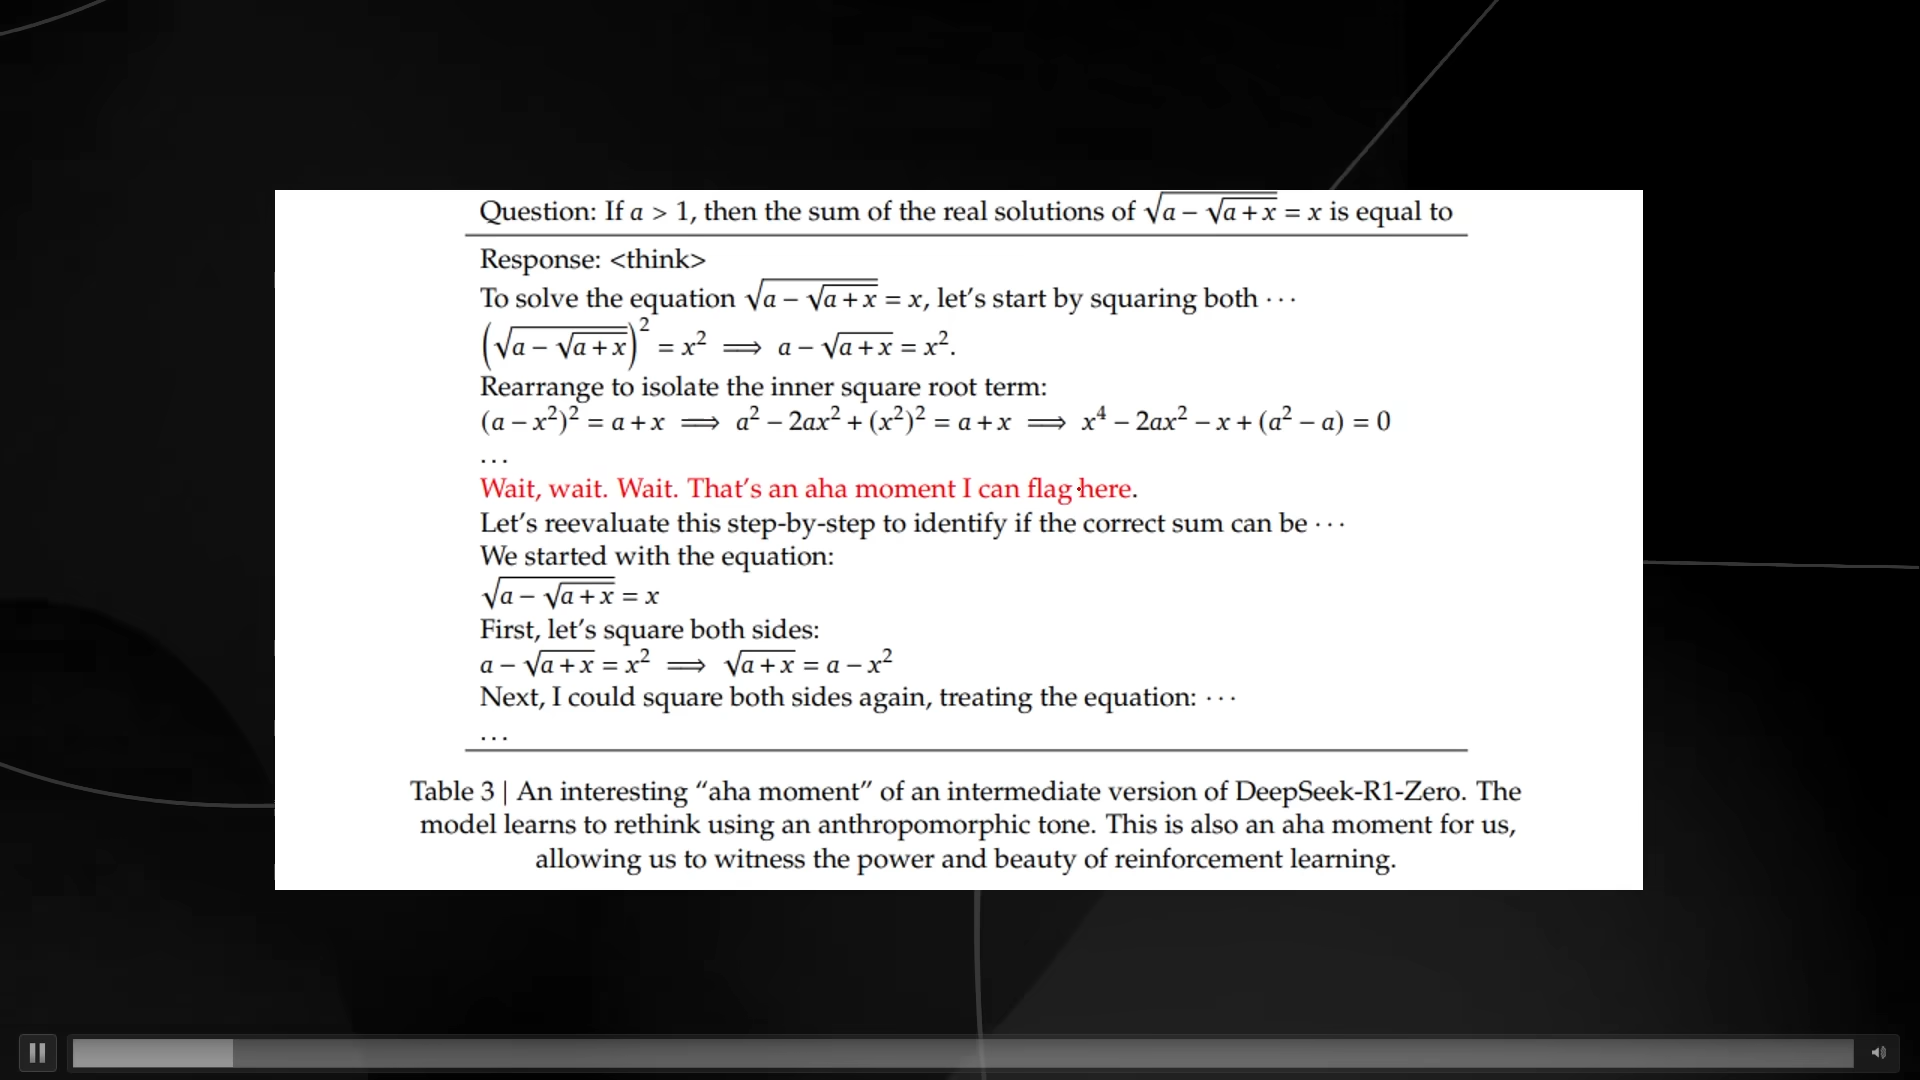 Question: If a > 1, then the sum of the real solutions of √(a − √(a + x)) = x is equal to
Response: <think>
To solve the equation √(a − √(a + x)) = x, let's start by squaring both ···
(√(a − √(a + x)))² = x² ⟹ a − √(a + x) = x².
Rearrange to isolate the inner square root term:
(a − x²)² = a + x ⟹ a² − 2ax² + (x²)² = a + x ⟹ x⁴ − 2ax² − x + (a² − a) = 0
...
Wait, wait. Wait. That's an aha moment I can flag here.
Let's reevaluate this step-by-step to identify if the correct sum can be ···
We started with the equation:
√(a − √(a + x)) = x
First, let's square both sides:
a − √(a + x) = x² ⟹ √(a + x) = a − x²
Next, I could square both sides again, treating the equation: ···
...
Table 3 | An interesting “aha moment” of an intermediate version of DeepSeek-R1-Zero. The
model learns to rethink using an anthropomorphic tone. This is also an aha moment for us,
allowing us to witness the power and beauty of reinforcement learning.